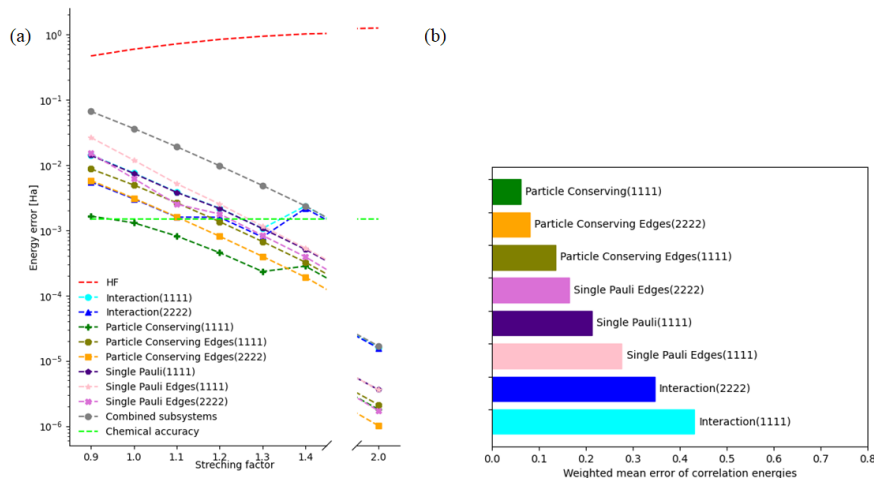 (a)
10^0
10^-1
10^-2
10^-3
10^-4
10^-5
10^-6
Energy error [Ha]
HF
Interaction(1111)
Interaction(2222)
Particle Conserving(1111)
Particle Conserving Edges(1111)
Particle Conserving Edges(2222)
Single Pauli(1111)
Single Pauli Edges(1111)
Single Pauli Edges(2222)
Combined subsystems
Chemical accuracy
0.9 1.0 1.1 1.2 1.3 1.4 2.0
Streching factor
(b)
Particle Conserving(1111)
Particle Conserving Edges(2222)
Particle Conserving Edges(1111)
Single Pauli Edges(2222)
Single Pauli(1111)
Single Pauli Edges(1111)
Interaction(2222)
Interaction(1111)
0.0 0.1 0.2 0.3 0.4 0.5 0.6 0.7 0.8
Weighted mean error of correlation energies